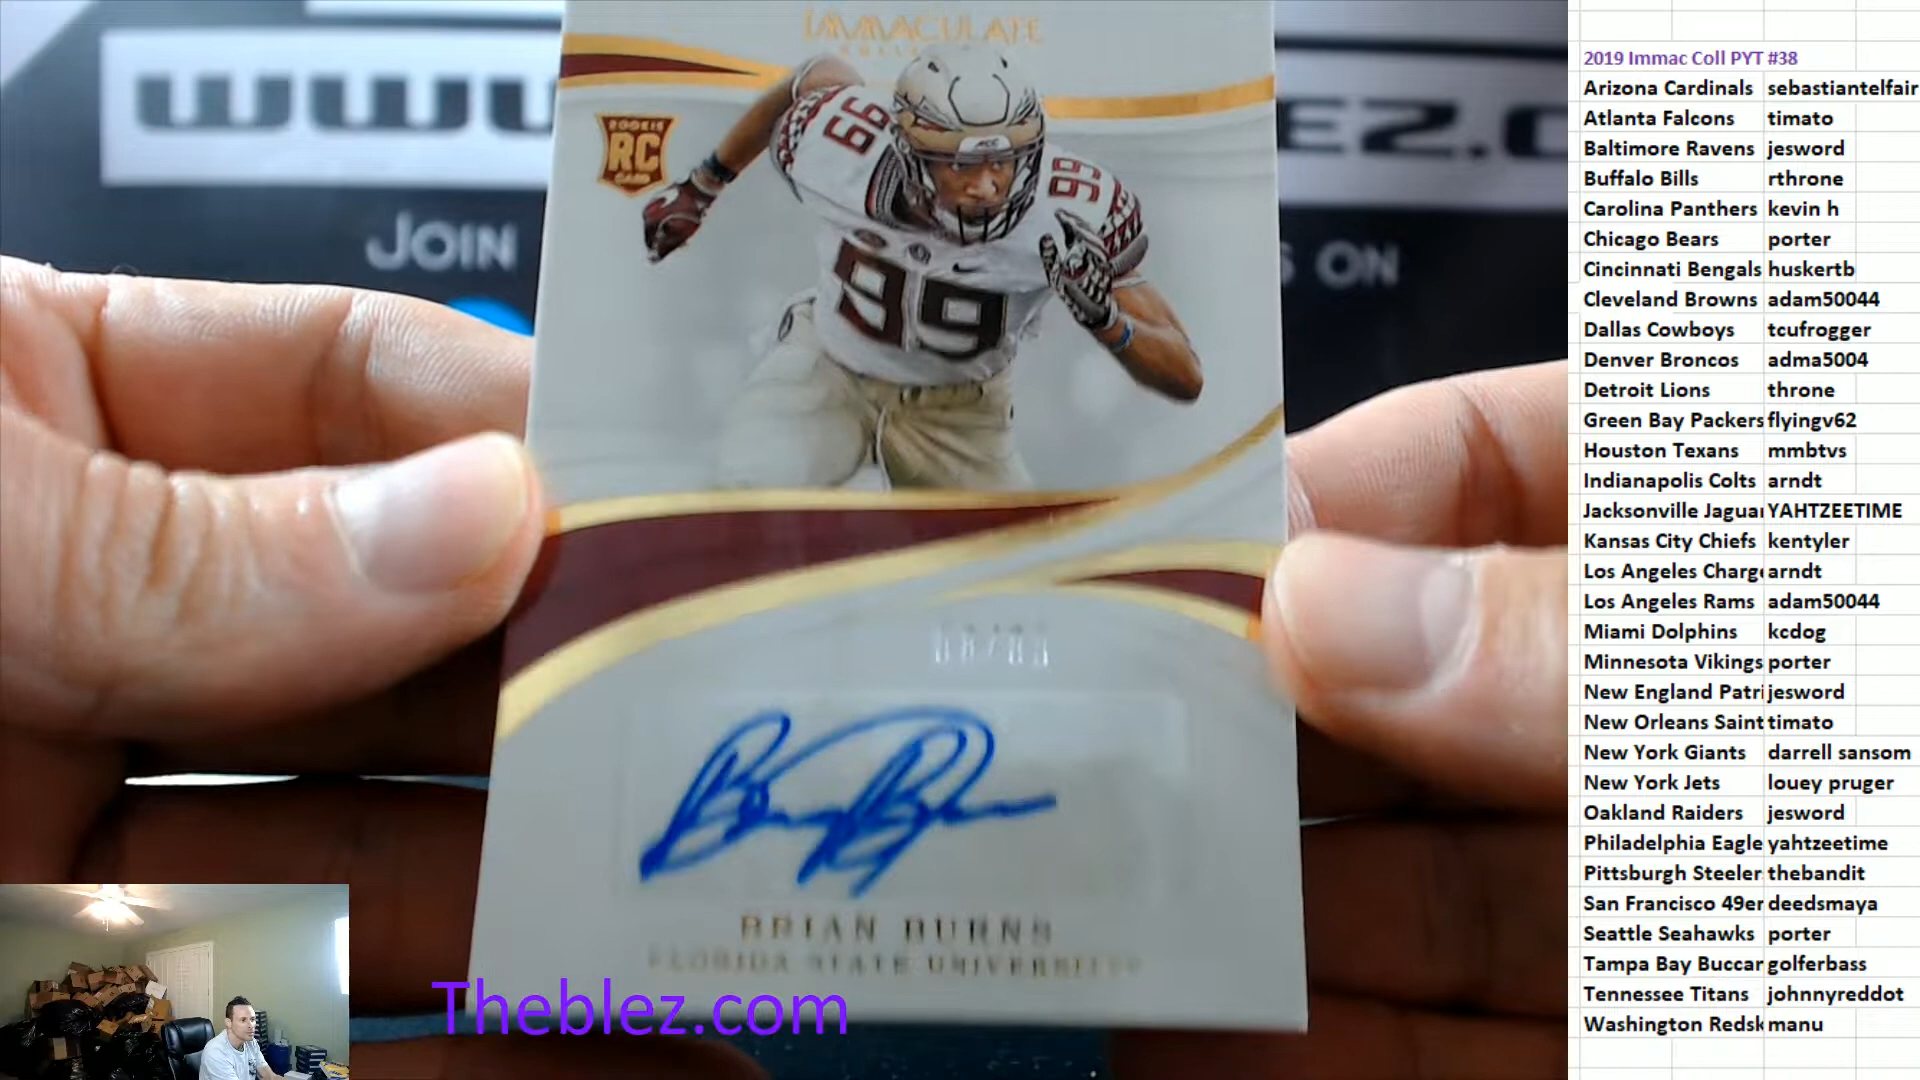 IMMACULATE
ROOKIE
RC
CARD
99
99
ACC
99
JOIN
S ON
EZ.C
BRIAN BURNS
FLORIDA STATE UNIVERSITY
Theblez.com
2019 Immac Coll PYT #38
Arizona Cardinals sebastiantelfair
Atlanta Falcons timato
Baltimore Ravens jesword
Buffalo Bills rthrone
Carolina Panthers kevin h
Chicago Bears porter
Cincinnati Bengals huskertb
Cleveland Browns adam50044
Dallas Cowboys tcufrogger
Denver Broncos adma5004
Detroit Lions throne
Green Bay Packers flyingv62
Houston Texans mmbtvs
Indianapolis Colts arndt
Jacksonville Jaguar YAHTZEETIME
Kansas City Chiefs kentyler
Los Angeles Charge arndt
Los Angeles Rams adam50044
Miami Dolphins kcdog
Minnesota Vikings porter
New England Patri jesword
New Orleans Saint timato
New York Giants darrell sansom
New York Jets louey pruger
Oakland Raiders jesword
Philadelphia Eagle yahtzeetime
Pittsburgh Steeler thebandit
San Francisco 49er deedsmaya
Seattle Seahawks porter
Tampa Bay Buccan golferbass
Tennessee Titans johnnyreddot
Washington Redsk manu